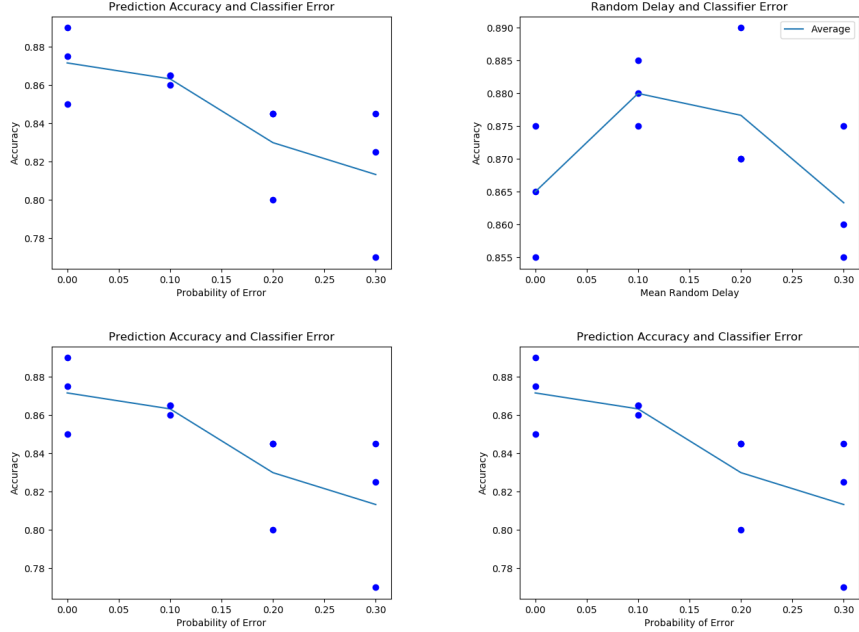 Prediction Accuracy and Classifier Error
0.88
0.86
0.84
0.82
0.80
0.78
Accuracy
0.00 0.05 0.10 0.15 0.20 0.25 0.30
Probability of Error
Random Delay and Classifier Error
Average
0.890
0.885
0.880
0.875
0.870
0.865
0.860
0.855
Accuracy
0.00 0.05 0.10 0.15 0.20 0.25 0.30
Mean Random Delay
Prediction Accuracy and Classifier Error
0.88
0.86
0.84
0.82
0.80
0.78
Accuracy
0.00 0.05 0.10 0.15 0.20 0.25 0.30
Probability of Error
Prediction Accuracy and Classifier Error
0.88
0.86
0.84
0.82
0.80
0.78
Accuracy
0.00 0.05 0.10 0.15 0.20 0.25 0.30
Probability of Error